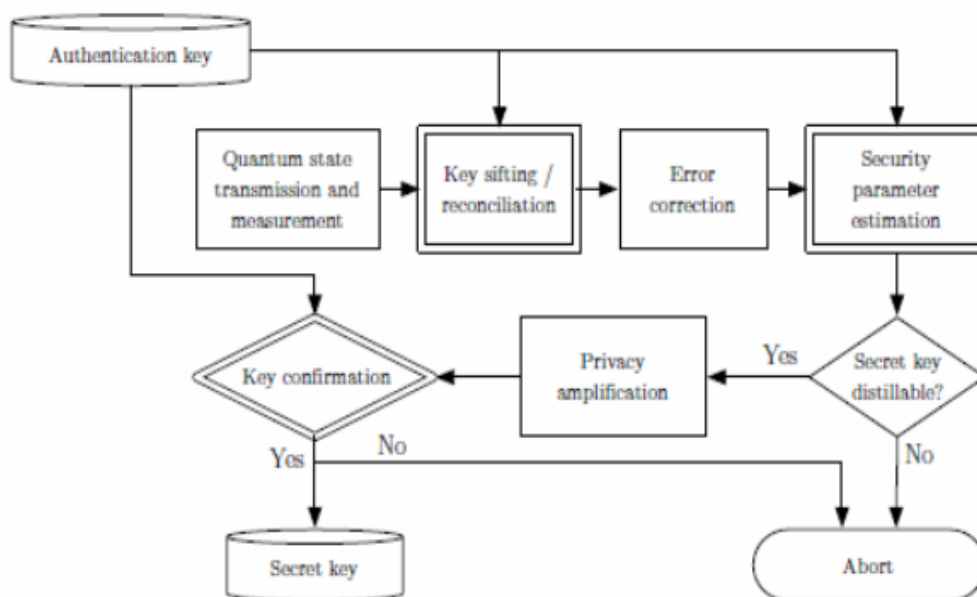 Authentication key
Quantum state
transmission and
measurement
Key sifting /
reconciliation
Error
correction
Security
parameter
estimation
Key confirmation
Privacy
amplification
Yes
Secret key
distillable?
Yes
No
No
Secret key
Abort